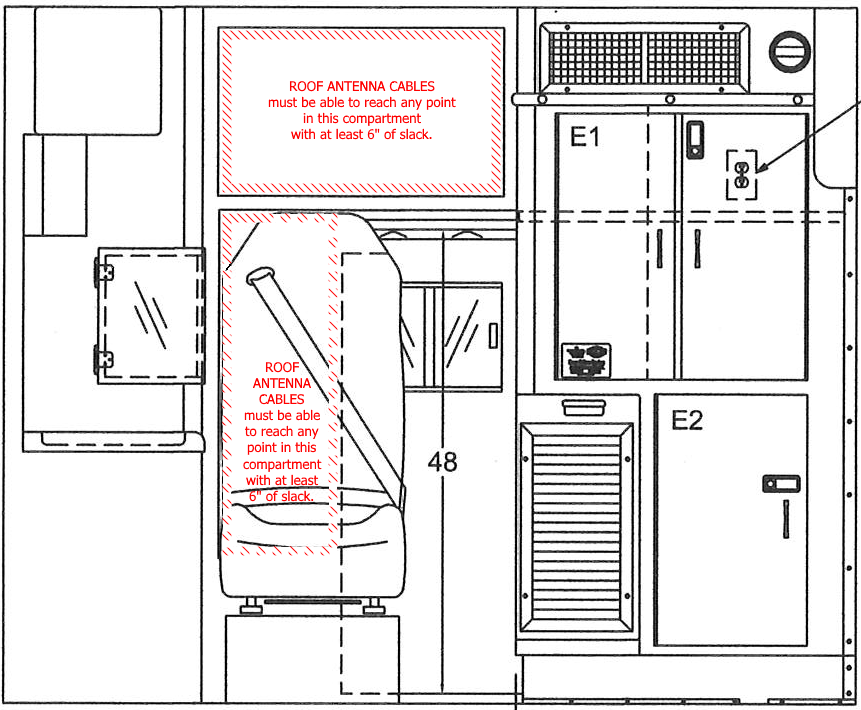 ROOF ANTENNA CABLES
must be able to reach any point
in this compartment
with at least 6" of slack.
E1
ROOF
ANTENNA
CABLES
must be able
to reach any
point in this
compartment
with at least
6" of slack.
48
E2